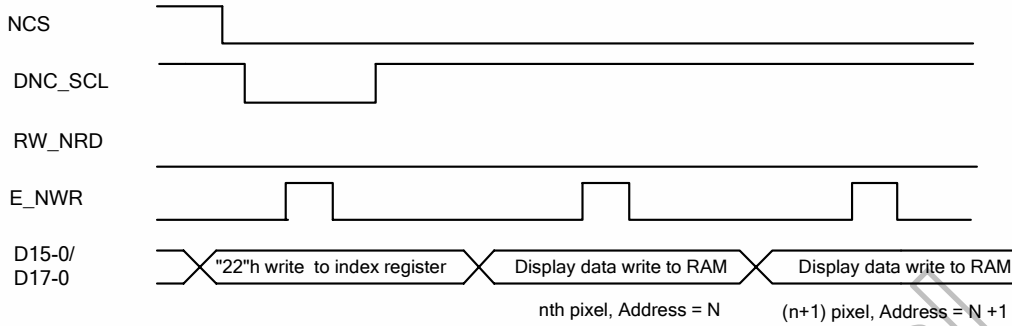 NCS
DNC_SCL
RW_NRD
E_NWR
D15-0/
D17-0
"22"h write to index register
Display data write to RAM
Display data write to RAM
nth pixel, Address = N
(n+1) pixel, Address = N +1